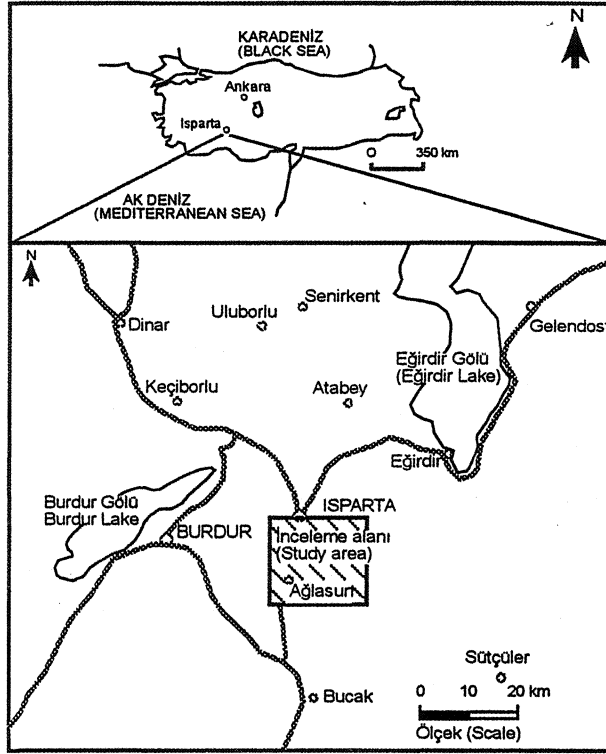 N
KARADENİZ
(BLACK SEA)
Ankara
Isparta
350 km
AK DENİZ
(MEDITERRANEAN SEA)
N
Senirkent
Uluborlu
Dinar
Gelendost
Eğirdir Gölü
(Eğirdir Lake)
Keçiborlu
Atabey
Eğirdir
ISPARTA
Burdur Gölü
Burdur Lake
BURDUR
İnceleme alanı
(Study area)
Ağlasun
Sütçüler
Bucak
0 10 20 km
Ölçek (Scale)